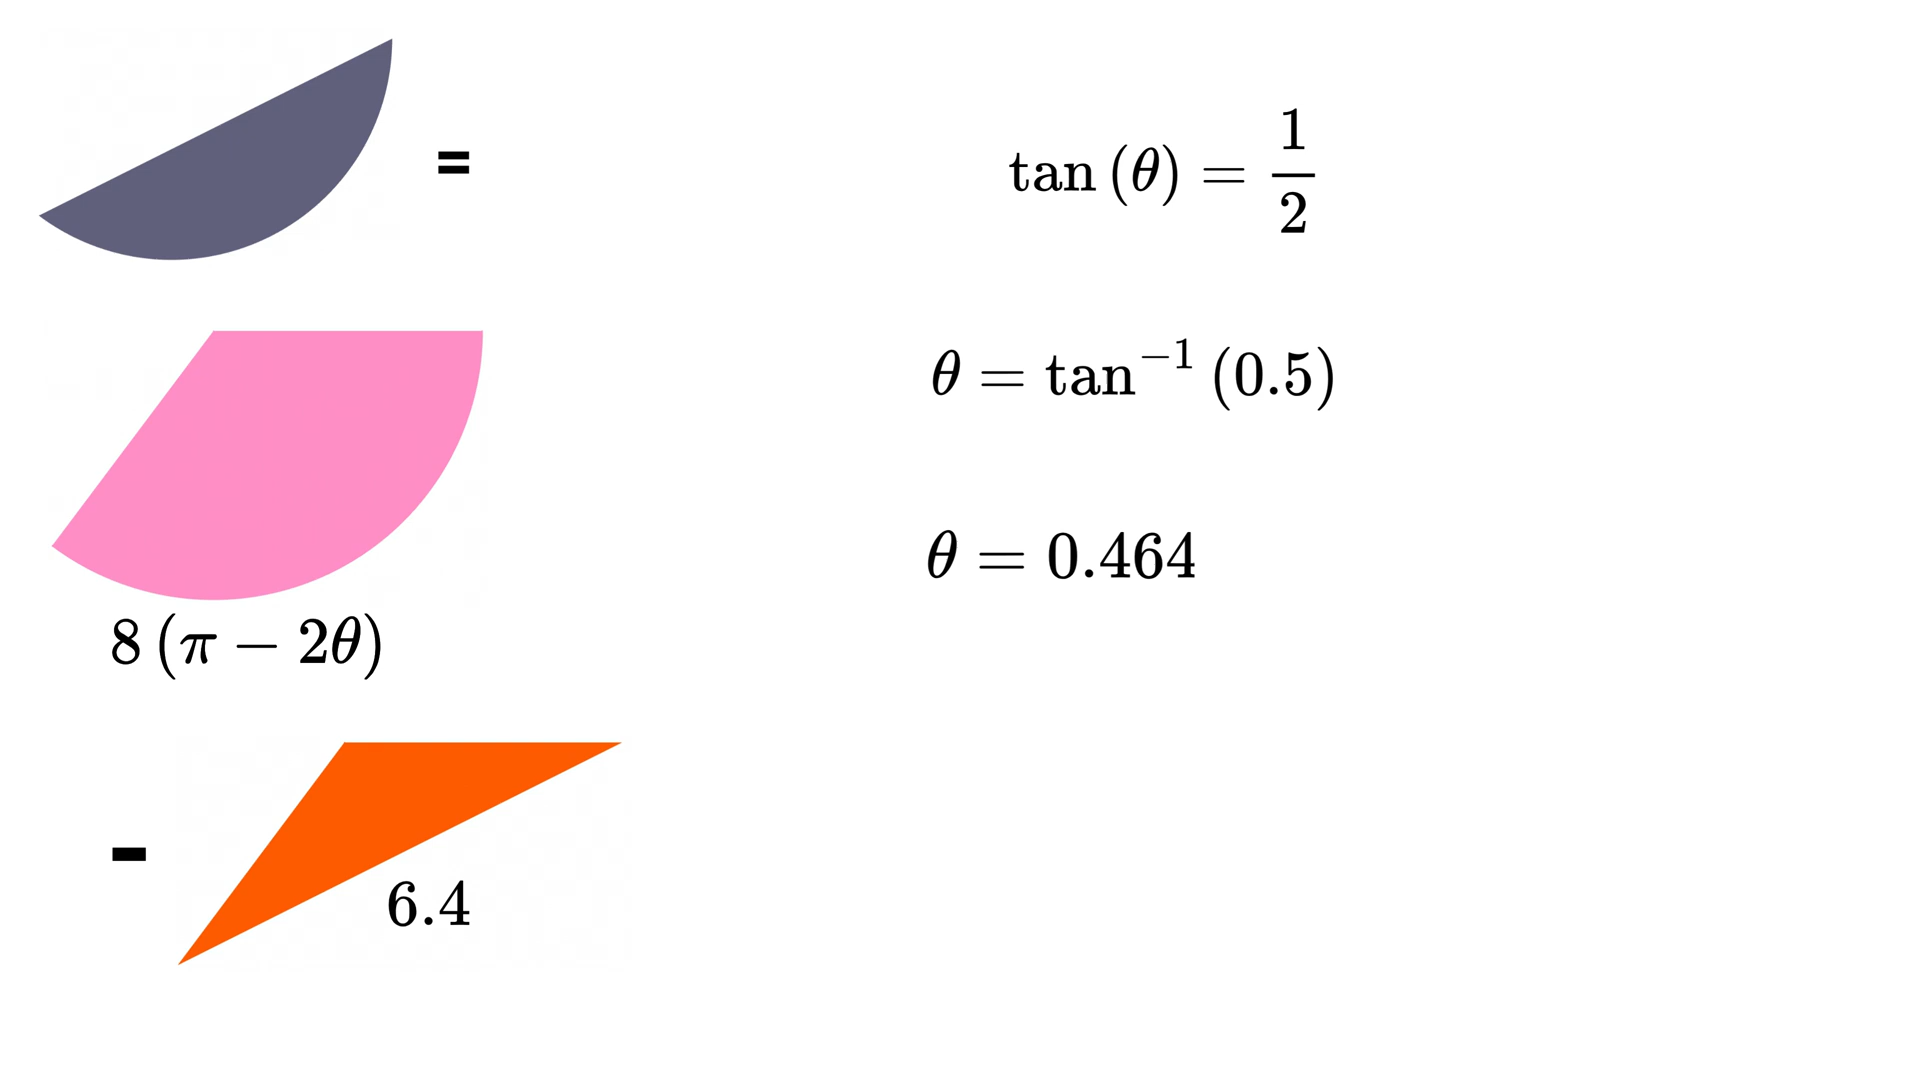 =
tan (θ) = 1/2
θ = tan⁻¹ (0.5)
θ = 0.464
8 (π − 2θ)
-
6.4